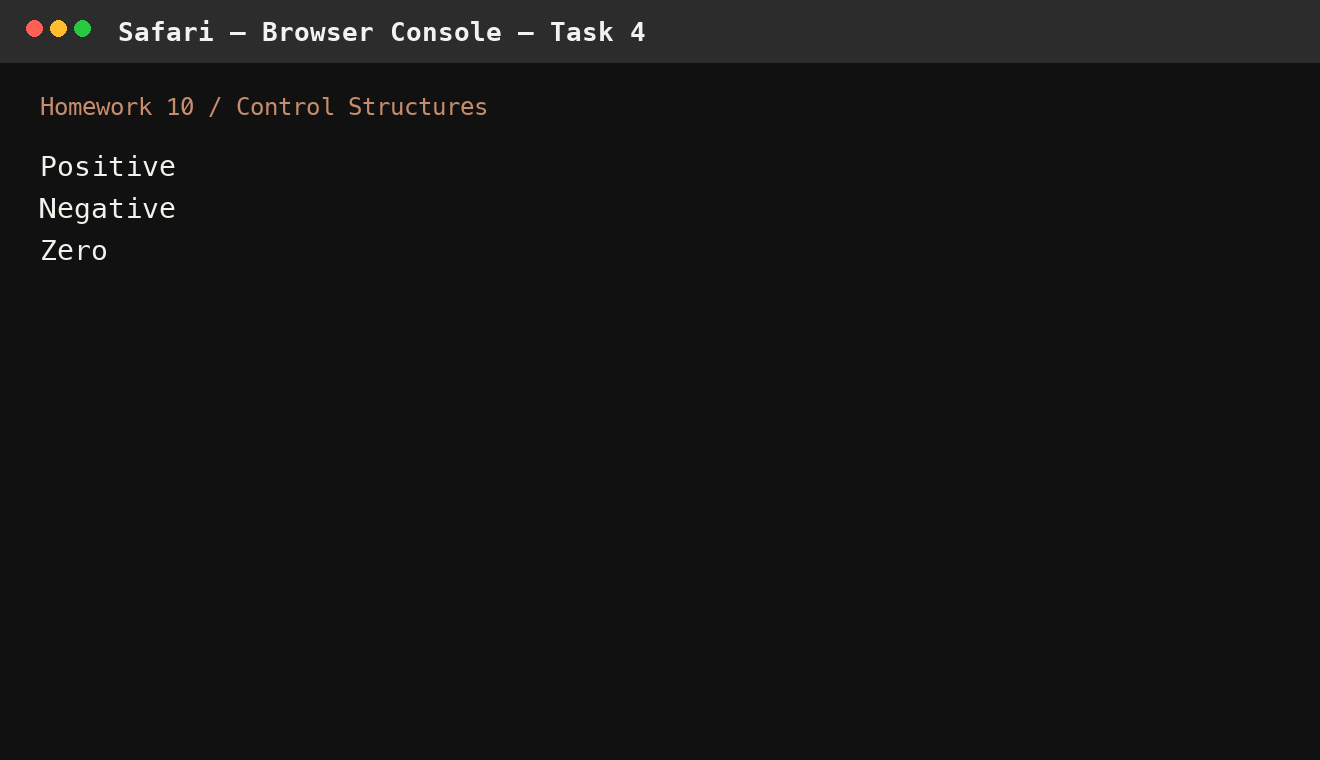 Safari — Browser Console — Task 4
Homework 10 / Control Structures
Positive
Negative
Zero